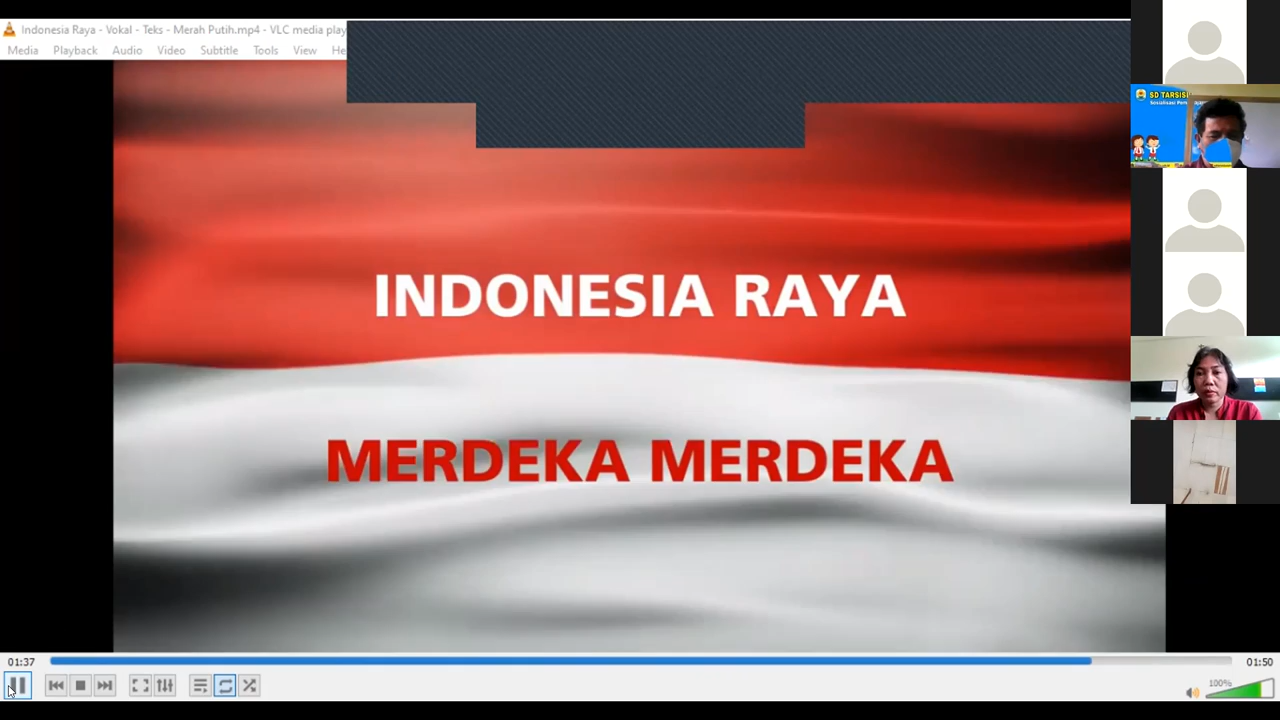 Indonesia Raya - Vokal - Teks - Merah Putih.mp4 - VLC media play
Media Playback Audio Video Subtitle Tools View He
SD TARSISI
INDONESIA RAYA
MERDEKA MERDEKA
01:37
01:50
100%